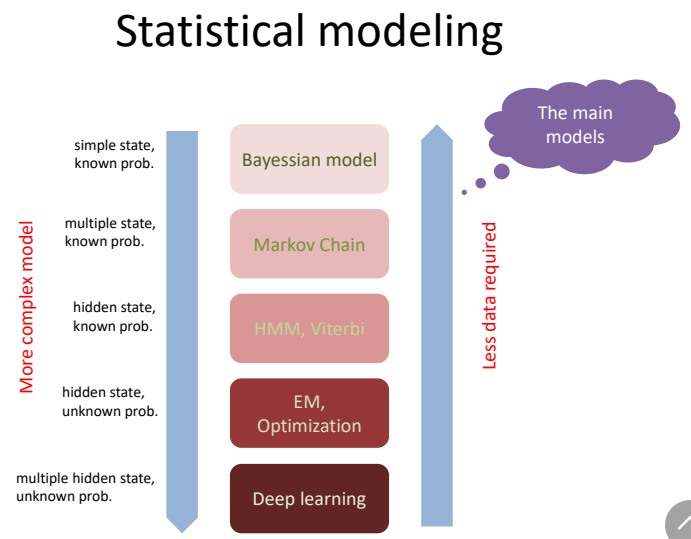 Statistical modeling
The main
models
simple state,
known prob.
Bayessian model
multiple state,
known prob.
Markov Chain
hidden state,
known prob.
HMM, Viterbi
hidden state,
unknown prob.
EM,
Optimization
multiple hidden state,
unknown prob.
Deep learning
More complex model
Less data required